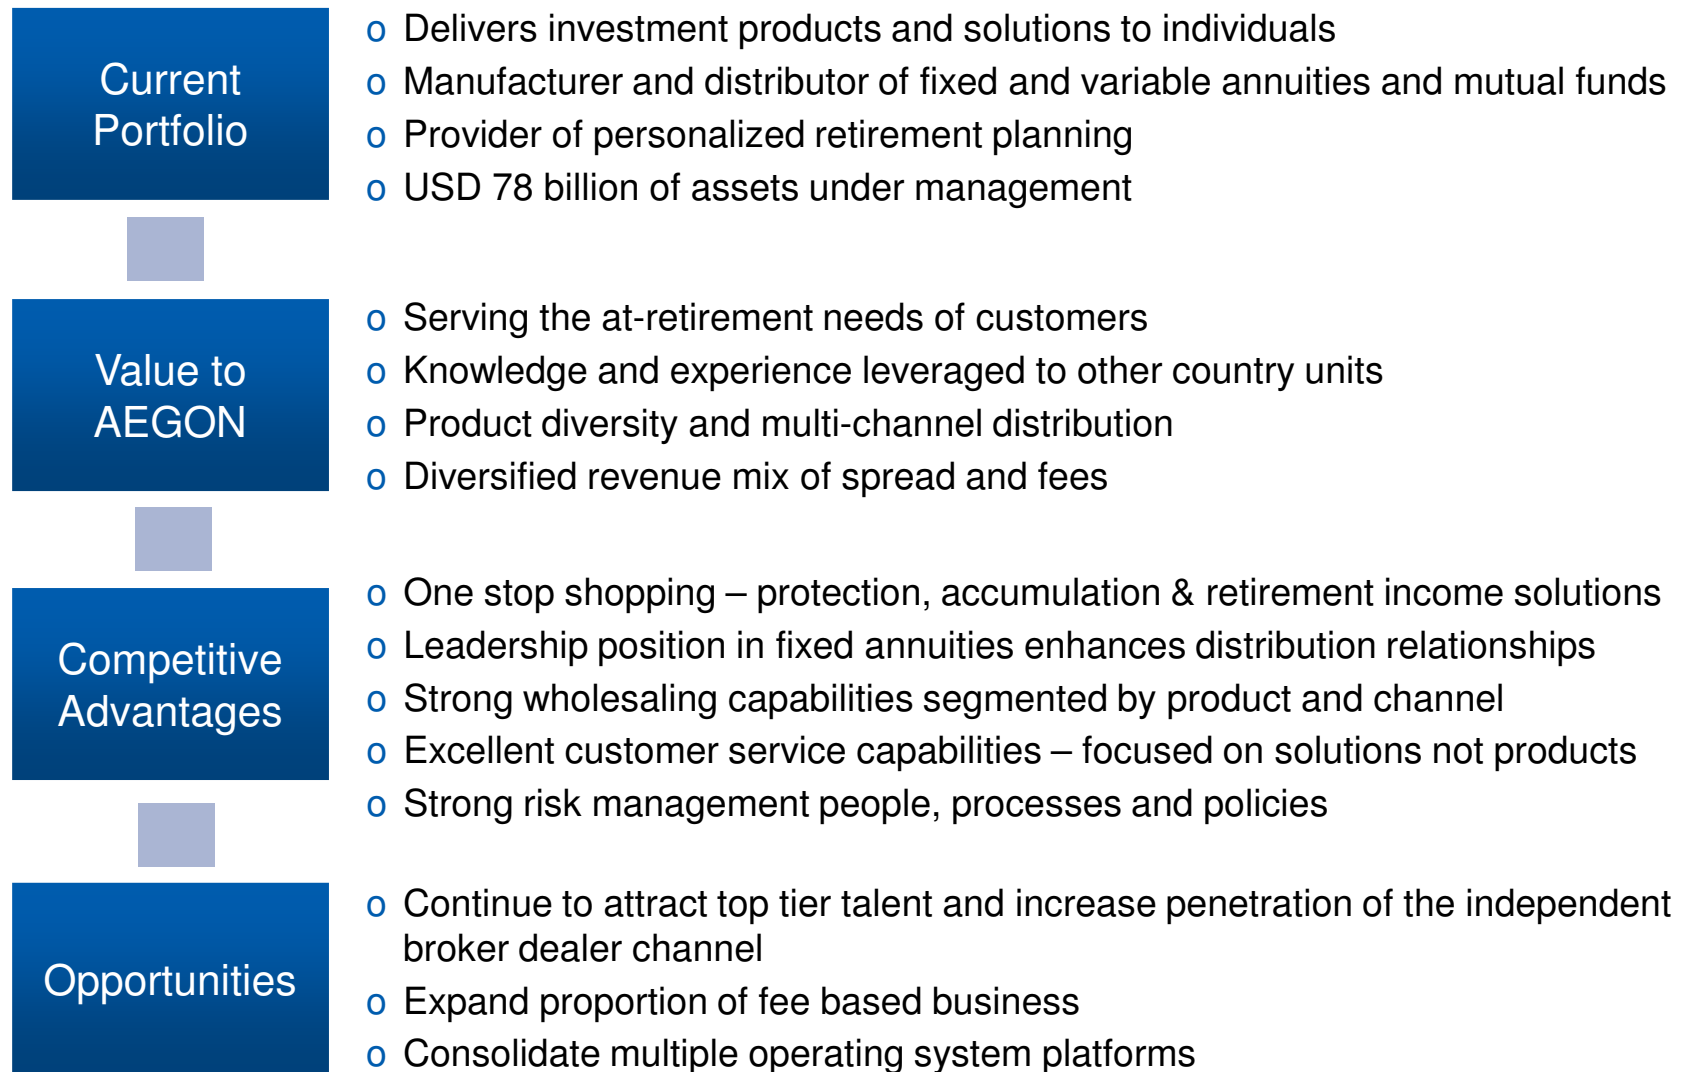 Current
Portfolio
o Delivers investment products and solutions to individuals
o Manufacturer and distributor of fixed and variable annuities and mutual funds
o Provider of personalized retirement planning
o USD 78 billion of assets under management
Value to
AEGON
o Serving the at-retirement needs of customers
o Knowledge and experience leveraged to other country units
o Product diversity and multi-channel distribution
o Diversified revenue mix of spread and fees
Competitive
Advantages
o One stop shopping – protection, accumulation & retirement income solutions
o Leadership position in fixed annuities enhances distribution relationships
o Strong wholesaling capabilities segmented by product and channel
o Excellent customer service capabilities – focused on solutions not products
o Strong risk management people, processes and policies
Opportunities
o Continue to attract top tier talent and increase penetration of the independent
broker dealer channel
o Expand proportion of fee based business
o Consolidate multiple operating system platforms